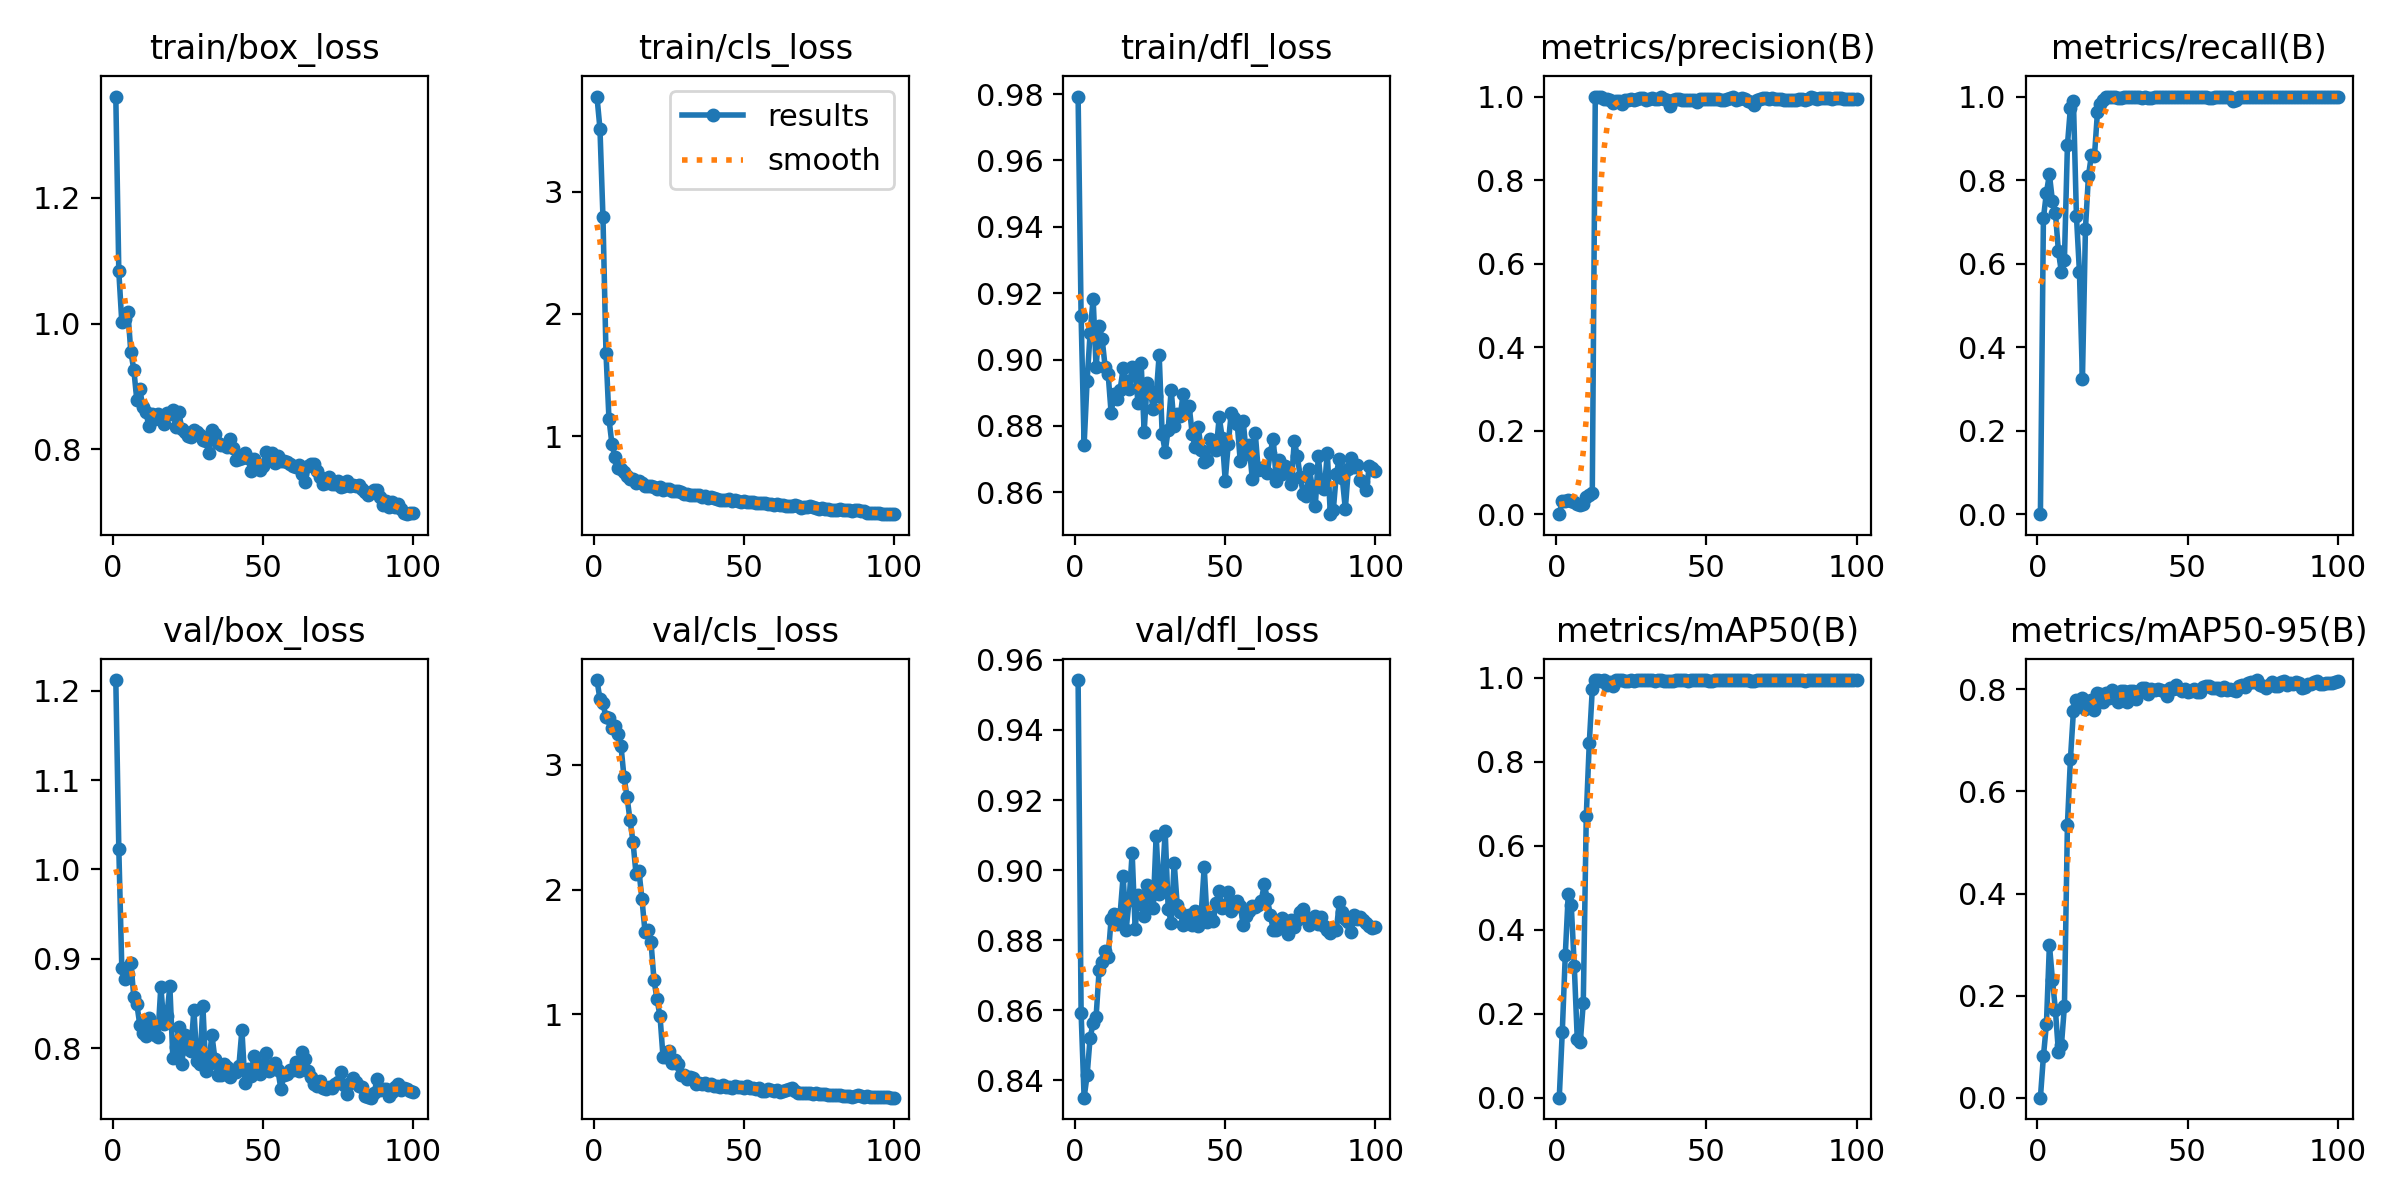 train/box_loss
1.2
1.0
0.8
0 50 100
train/cls_loss
results
smooth
3
2
1
0 50 100
train/dfl_loss
0.98
0.96
0.94
0.92
0.90
0.88
0.86
0 50 100
metrics/precision(B)
1.0
0.8
0.6
0.4
0.2
0.0
0 50 100
metrics/recall(B)
1.0
0.8
0.6
0.4
0.2
0.0
0 50 100
val/box_loss
1.2
1.1
1.0
0.9
0.8
0 50 100
val/cls_loss
3
2
1
0 50 100
val/dfl_loss
0.96
0.94
0.92
0.90
0.88
0.86
0.84
0 50 100
metrics/mAP50(B)
1.0
0.8
0.6
0.4
0.2
0.0
0 50 100
metrics/mAP50-95(B)
0.8
0.6
0.4
0.2
0.0
0 50 100